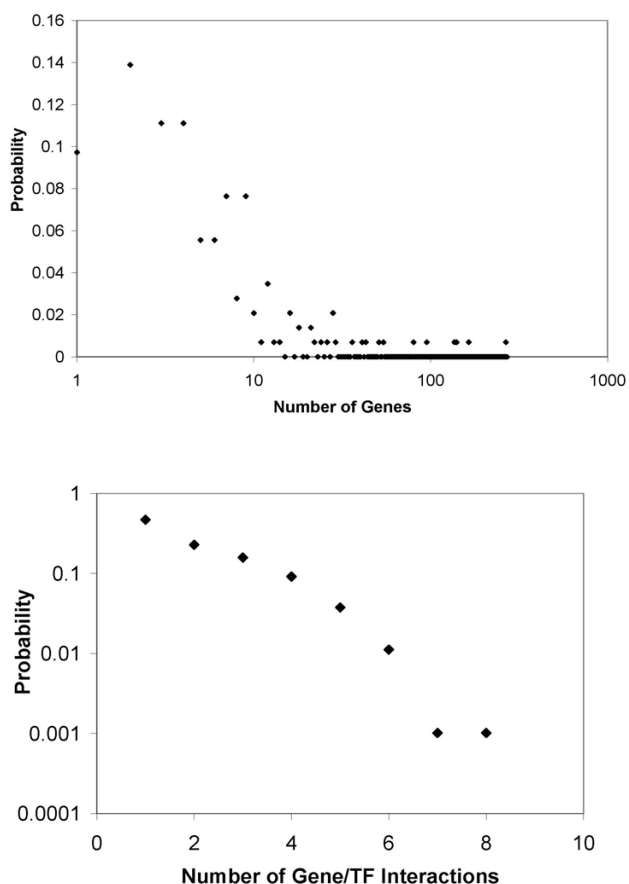 0.16
0.14
0.12
0.1
0.08
0.06
0.04
0.02
0
Probability
1 10 100 1000
Number of Genes
1
0.1
0.01
0.001
0.0001
Probability
0 2 4 6 8 10
Number of Gene/TF Interactions